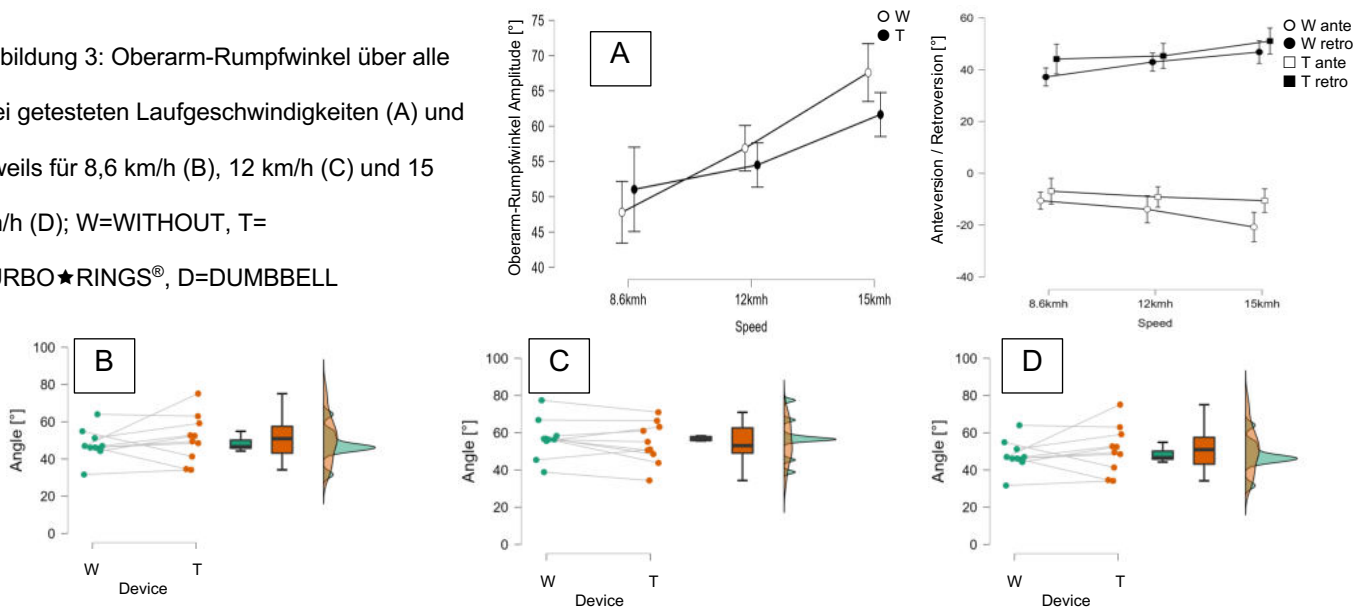 bbildung 3: Oberarm-Rumpfwinkel über alle
ei getesteten Laufgeschwindigkeiten (A) und
weils für 8,6 km/h (B), 12 km/h (C) und 15
m/h (D); W=WITHOUT, T=
URBO★RINGS®, D=DUMBBELL
A
Oberarm-Rumpfwinkel Amplitude [°]
75
70
65
60
55
50
45
40
8.6kmh 12kmh 15kmh
Speed
W
T
Anteversion / Retroversion [°]
60
40
20
0
-20
-40
8.6kmh 12kmh 15kmh
Speed
W ante
W retro
T ante
T retro
B
Angle [°]
100
80
60
40
20
0
W T
Device
C
Angle [°]
100
80
60
40
20
0
W T
Device
D
Angle [°]
100
80
60
40
20
0
W T
Device